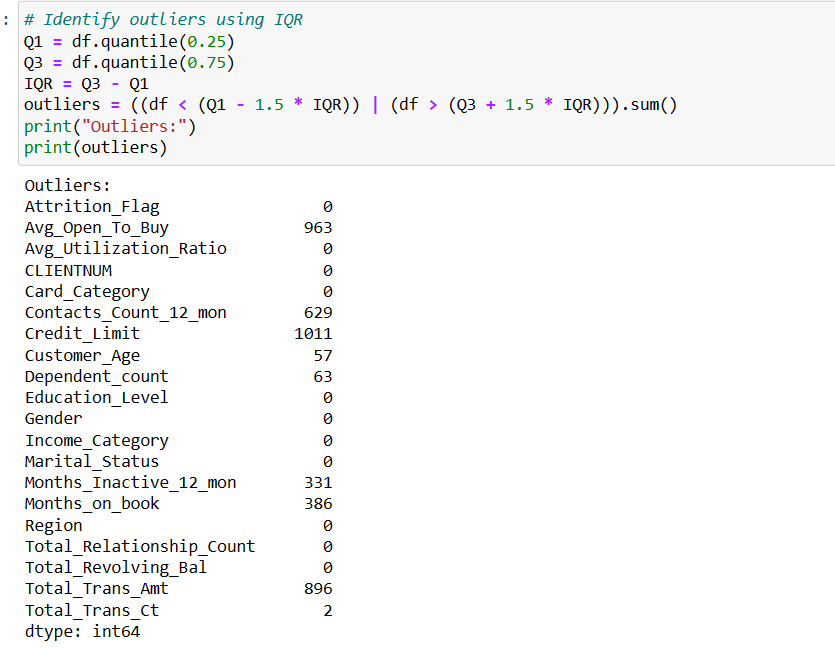 : # Identify outliers using IQR
Q1 = df.quantile(0.25)
Q3 = df.quantile(0.75)
IQR = Q3 - Q1
outliers = ((df < (Q1 - 1.5 * IQR)) | (df > (Q3 + 1.5 * IQR))).sum()
print("Outliers:")
print(outliers)
Outliers:
Attrition_Flag 0
Avg_Open_To_Buy 963
Avg_Utilization_Ratio 0
CLIENTNUM 0
Card_Category 0
Contacts_Count_12_mon 629
Credit_Limit 1011
Customer_Age 57
Dependent_count 63
Education_Level 0
Gender 0
Income_Category 0
Marital_Status 0
Months_Inactive_12_mon 331
Months_on_book 386
Region 0
Total_Relationship_Count 0
Total_Revolving_Bal 0
Total_Trans_Amt 896
Total_Trans_Ct 2
dtype: int64